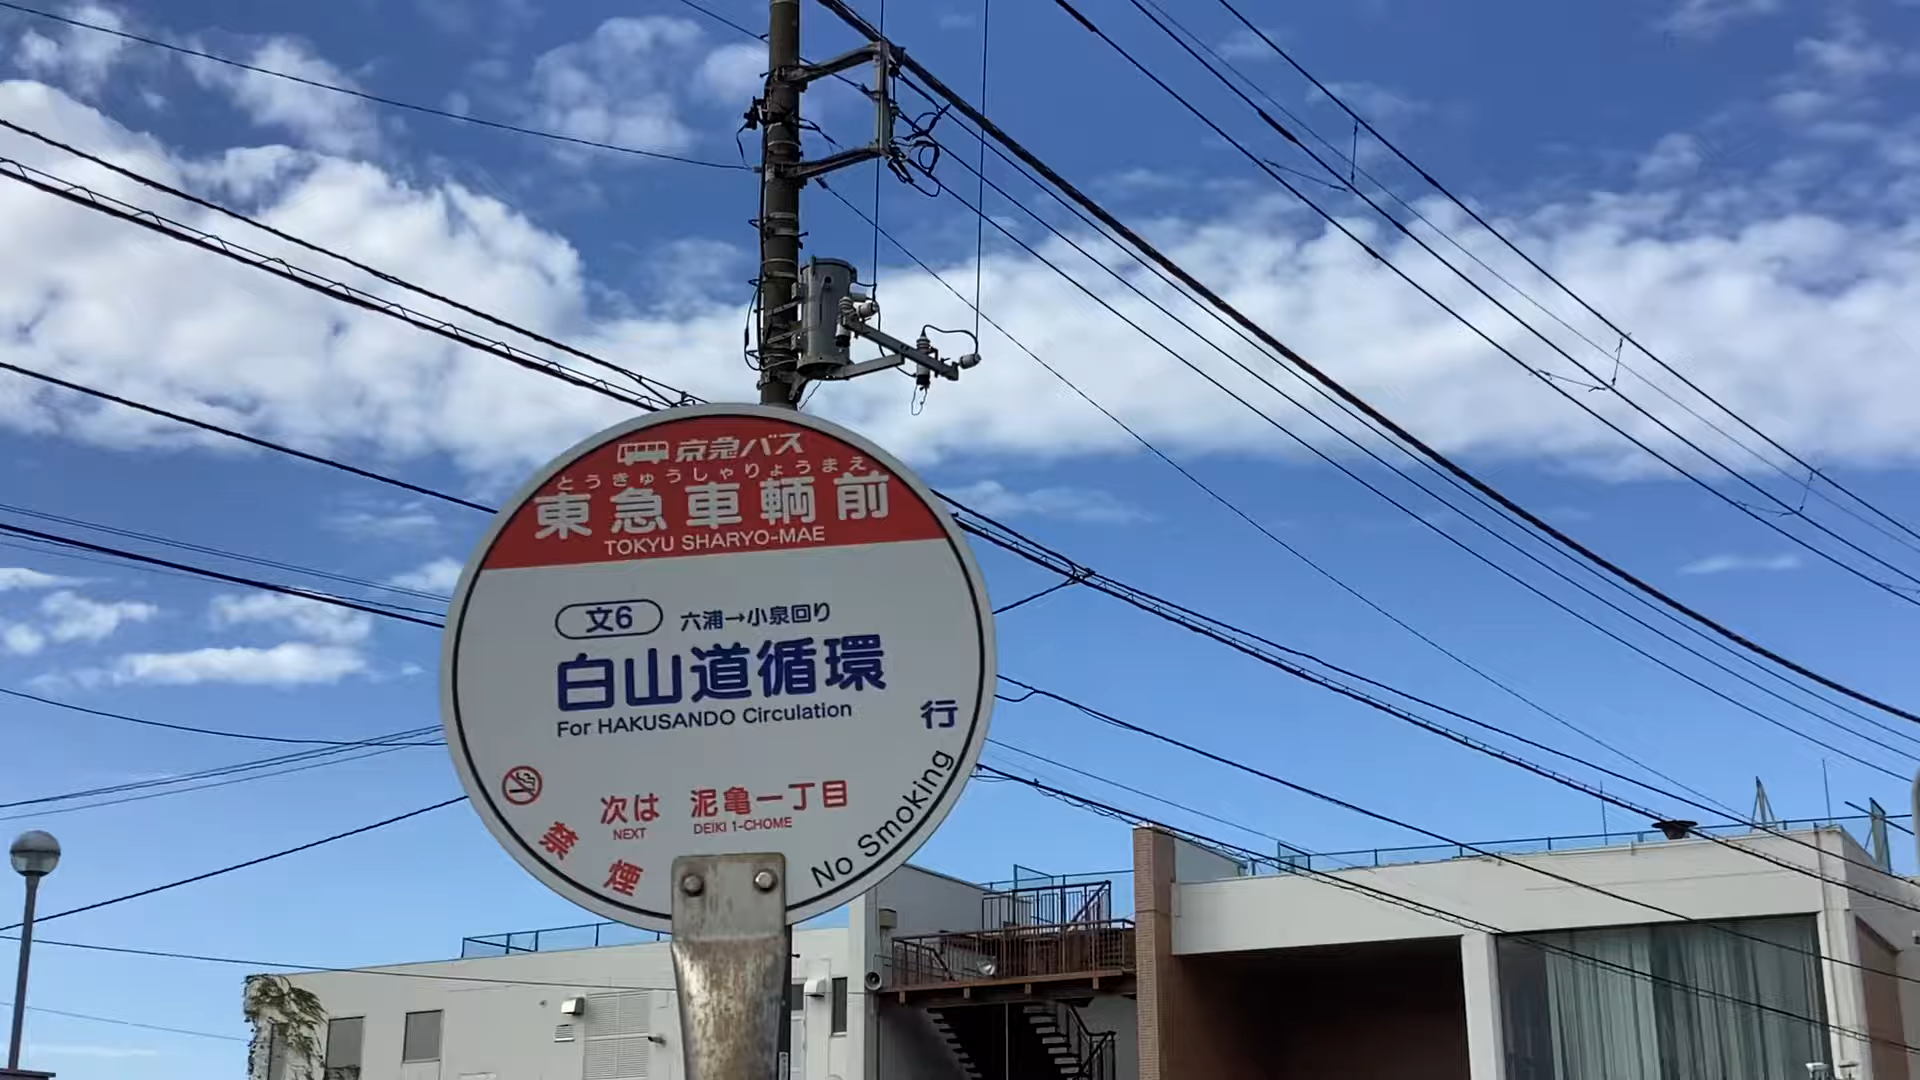 京急バス
とうきゅうしゃりょうまえ
東急車輌前
TOKYU SHARYO-MAE
文6 六浦→小泉回り
白山道循環
For HAKUSANDO Circulation
行
次は 泥亀一丁目
NEXT DEIKI 1-CHOME
禁煙
No Smoking